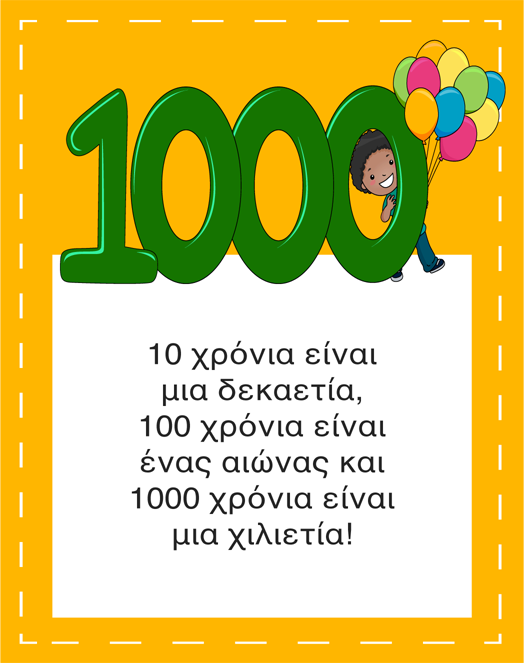 1000
10 χρόνια είναι
μια δεκαετία,
100 χρόνια είναι
ένας αιώνας και
1000 χρόνια είναι
μια χιλιετία!